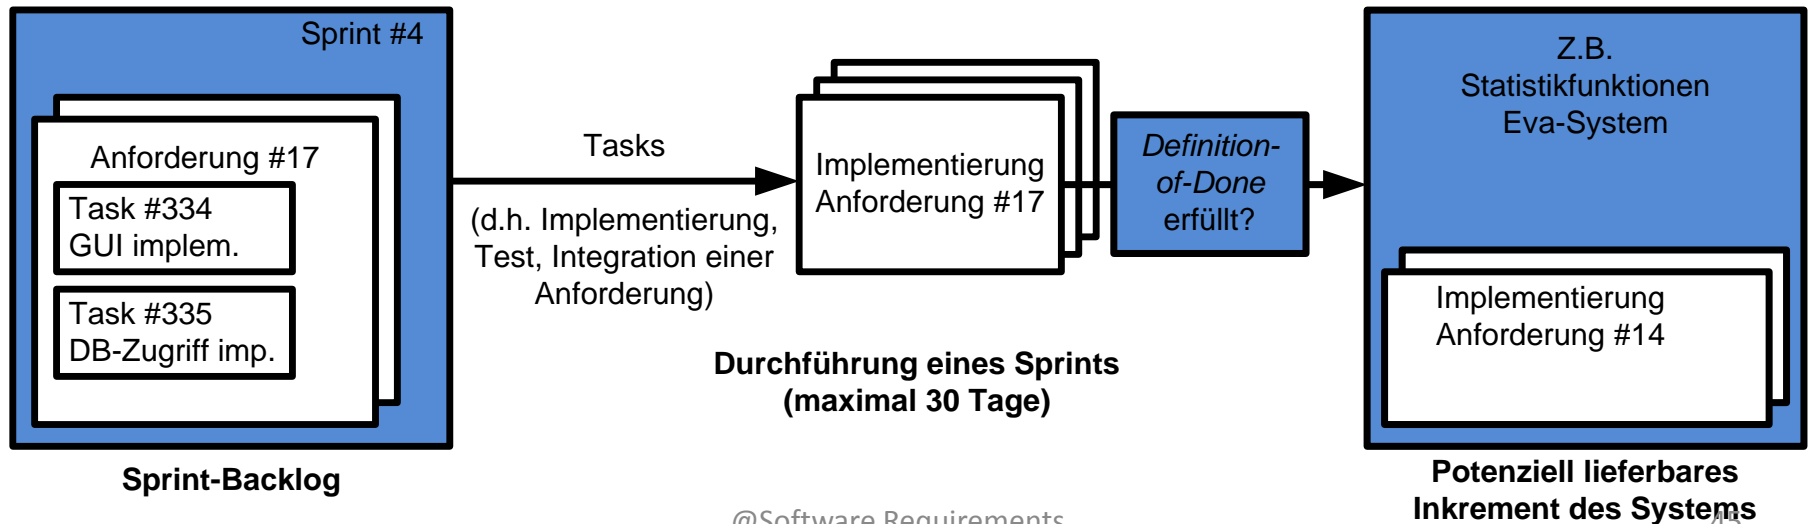 Sprint #4
Anforderung #17
Task #334
GUI implem.
Task #335
DB-Zugriff imp.
Sprint-Backlog
Tasks
(d.h. Implementierung,
Test, Integration einer
Anforderung)
Implementierung
Anforderung #17
Durchführung eines Sprints
(maximal 30 Tage)
Definition-
of-Done
erfüllt?
Z.B.
Statistikfunktionen
Eva-System
Implementierung
Anforderung #14
Potenziell lieferbares
Inkrement des Systems
@Software Requirements
45